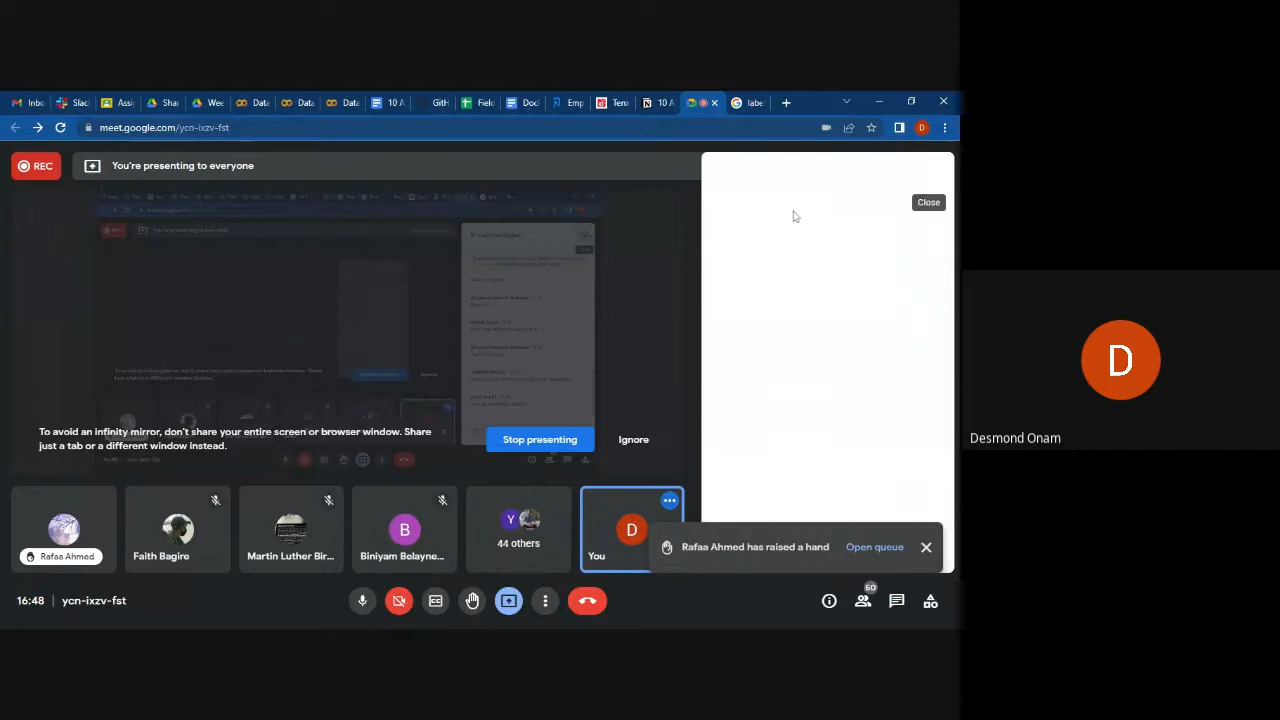 Inbo
Slac
Assi
Shar
Wee
Data
Data
Data
10 A
GitH
Field
Doci
Emp
Tenx
10 A
labe
meet.google.com/ycn-ixzv-fst
D
REC
You're presenting to everyone
Close
To avoid an infinity mirror, don't share your entire screen or browser window. Share
just a tab or a different window instead.
Stop presenting
Ignore
D
Desmond Onam
Rafaa Ahmed
Faith Bagire
Martin Luther Bir...
B
Biniyam Belayne...
Y
44 others
D
You
Rafaa Ahmed has raised a hand
Open queue
16:48 | ycn-ixzv-fst
60